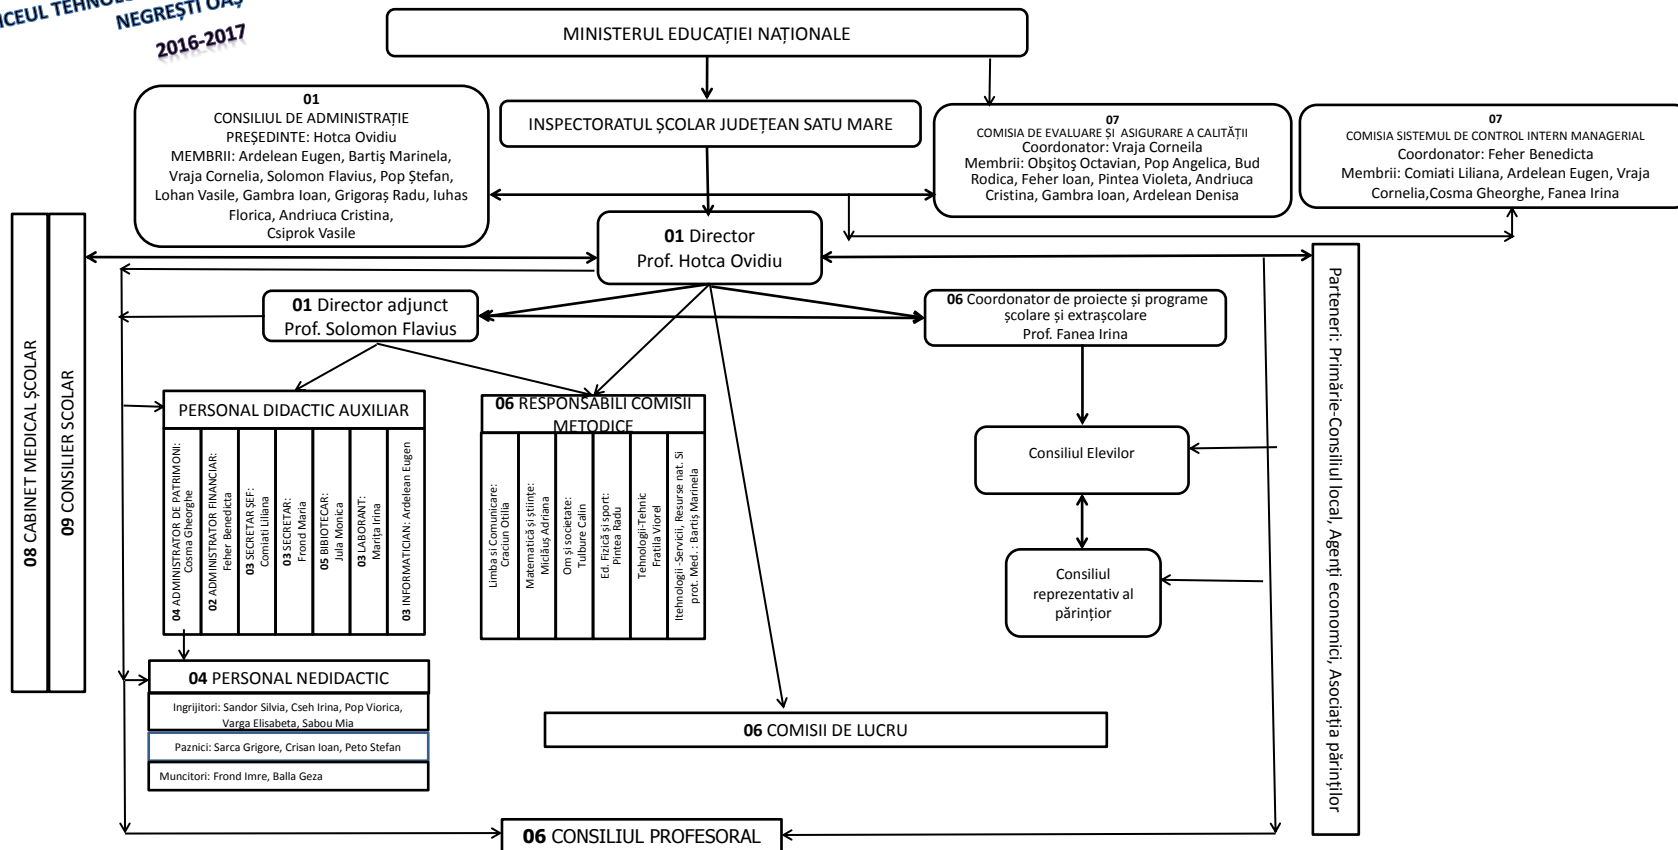 ICEUL TEHNOL
NEGREȘTI OAȘ
2016-2017
MINISTERUL EDUCAȚIEI NAȚIONALE
01
CONSILIUL DE ADMINISTRAȚIE
PREȘEDINTE: Hotca Ovidiu
MEMBRII: Ardelean Eugen, Bartiș Marinela,
Vraja Cornelia, Solomon Flavius, Pop Ștefan,
Lohan Vasile, Gambra Ioan, Grigoraș Radu, Iuhas
Florica, Andriuca Cristina,
Csiprok Vasile
INSPECTORATUL ȘCOLAR JUDEȚEAN SATU MARE
07
COMISIA DE EVALUARE ȘI ASIGURARE A CALITĂȚII
Coordonator: Vraja Corneila
Membrii: Obșitoș Octavian, Pop Angelica, Bud
Rodica, Feher Ioan, Pintea Violeta, Andriuca
Cristina, Gambra Ioan, Ardelean Denisa
07
COMISIA SISTEMUL DE CONTROL INTERN MANAGERIAL
Coordonator: Feher Benedicta
Membrii: Comiati Liliana, Ardelean Eugen, Vraja
Cornelia,Cosma Gheorghe, Fanea Irina
01 Director
Prof. Hotca Ovidiu
01 Director adjunct
Prof. Solomon Flavius
06 Coordonator de proiecte și programe
școlare și extrașcolare
Prof. Fanea Irina
08 CABINET MEDICAL ȘCOLAR
09 CONSILIER SCOLAR
PERSONAL DIDACTIC AUXILIAR
04 ADMINISTRATOR DE PATRIMONI:
Cosma Gheorghe
02 ADMINISTRATOR FINANCIAR:
Feher Benedicta
03 SECRETAR ȘEF:
Comiati Liliana
03 SECRETAR:
Frond Maria
05 BIBIOTECAR:
Jula Monica
03 LABORANT:
Marița Irina
03 INFORMATICIAN: Ardelean Eugen
06 RESPONSABILI COMISII
METODICE
Limba si Comunicare:
Craciun Otilia
Matematică și științe:
Miclăuș Adriana
Om și societate:
Tulbure Calin
Ed. Fizică și sport:
Pintea Radu
Tehnologii-Tehnic
Fratila Viorel
Itehnologii -Servicii, Resurse nat. Si
prot. Med. : Bartiș Marinela
Consiliul Elevilor
Consiliul
reprezentativ al
părinților
Parteneri: Primărie-Consiliul local, Agenți economici, Asociația părinților
04 PERSONAL NEDIDACTIC
Ingrijitori: Sandor Silvia, Cseh Irina, Pop Viorica,
Varga Elisabeta, Sabou Mia
Paznici: Sarca Grigore, Crisan Ioan, Peto Stefan
Muncitori: Frond Imre, Balla Geza
06 COMISII DE LUCRU
06 CONSILIUL PROFESORAL